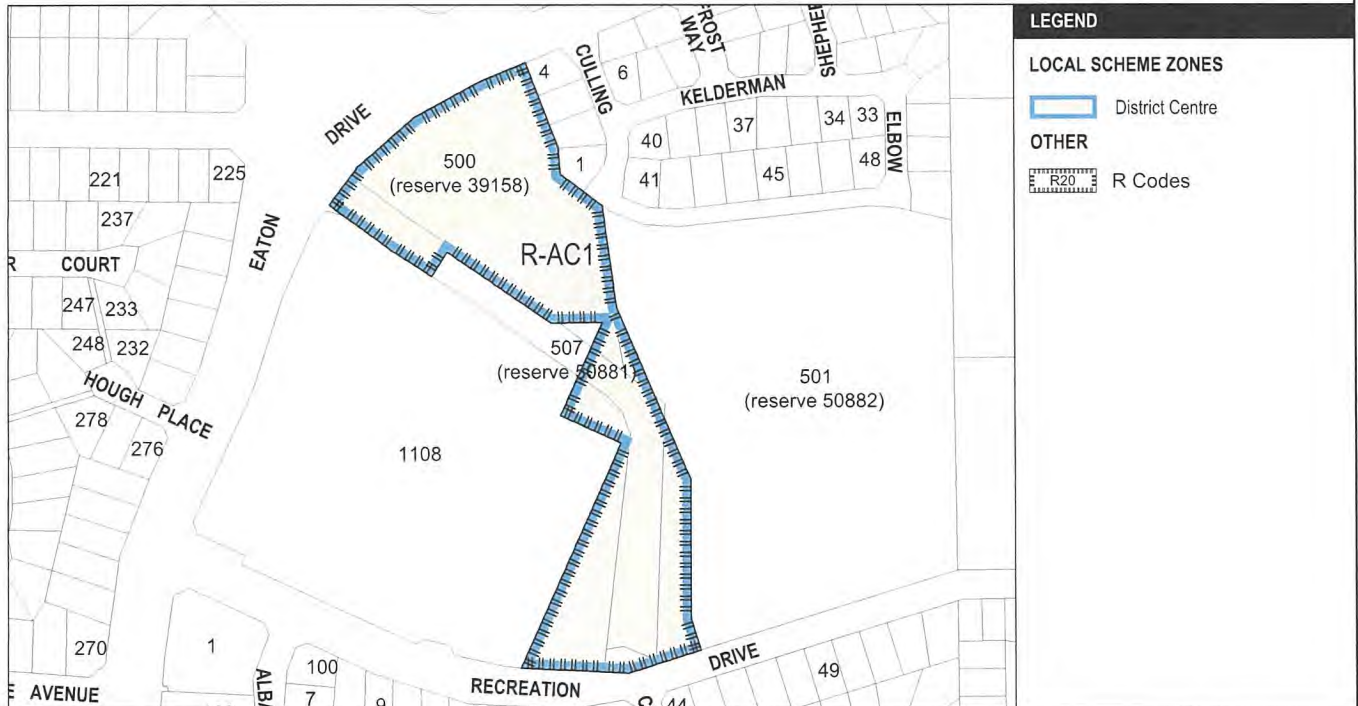 FROST
WAY
SHEPHE
CULLING
4
6
KELDERMAN
DRIVE
500
(reserve 39158)
40
37
34
33
ELBOW
1
41
45
48
221
225
237
EATON
R-AC1
R COURT
247
233
248
232
507
(reserve 50881)
501
(reserve 50882)
HOUGH PLACE
278
276
1108
270
1
ALBA
100
7
9
RECREATION
DRIVE
49
44
E AVENUE
LEGEND
LOCAL SCHEME ZONES
District Centre
OTHER
R20 R Codes